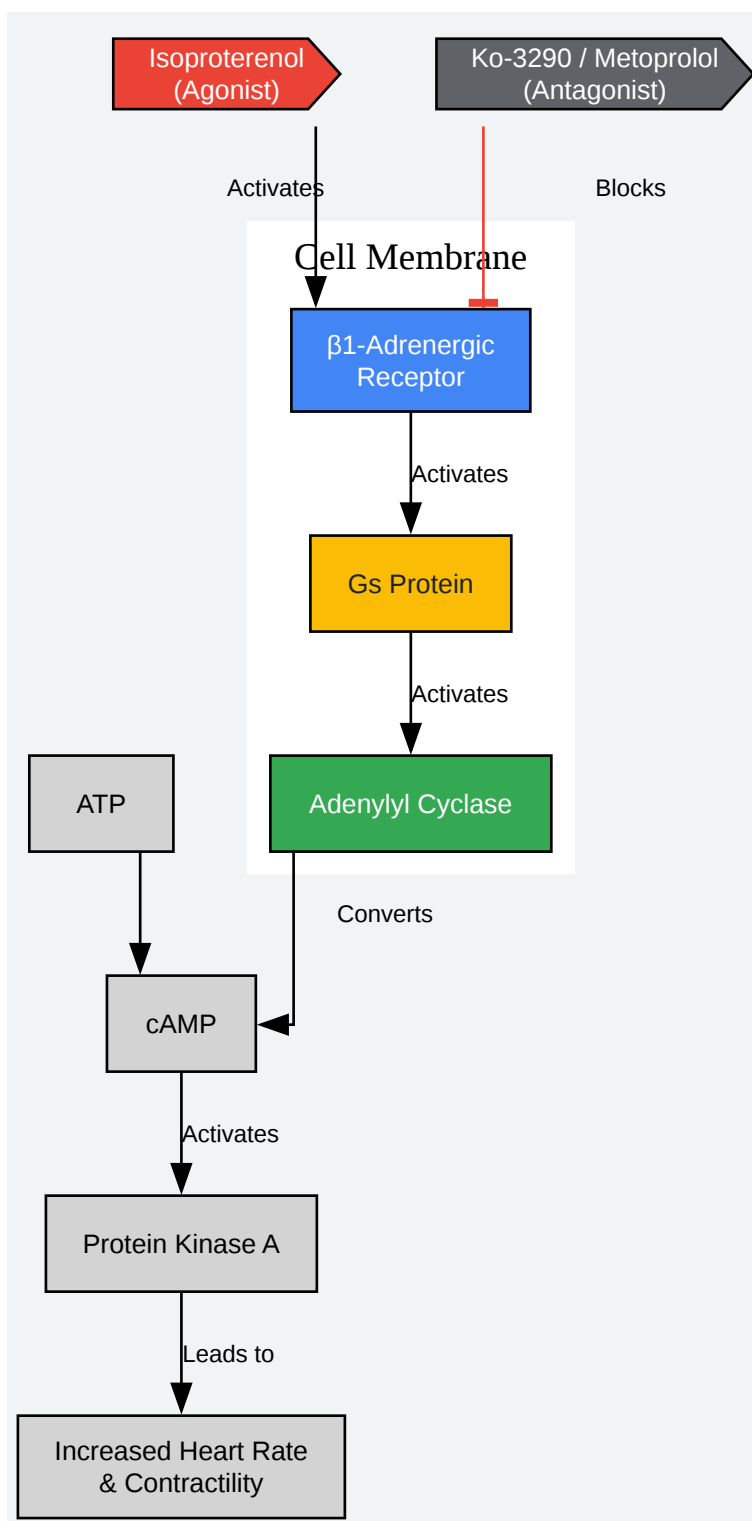 Isoproterenol
(Agonist)
Ko-3290 / Metoprolol
(Antagonist)
Activates
Blocks
Cell Membrane
β1-Adrenergic
Receptor
Activates
Gs Protein
Activates
ATP
Adenylyl Cyclase
Converts
cAMP
Activates
Protein Kinase A
Leads to
Increased Heart Rate
& Contractility